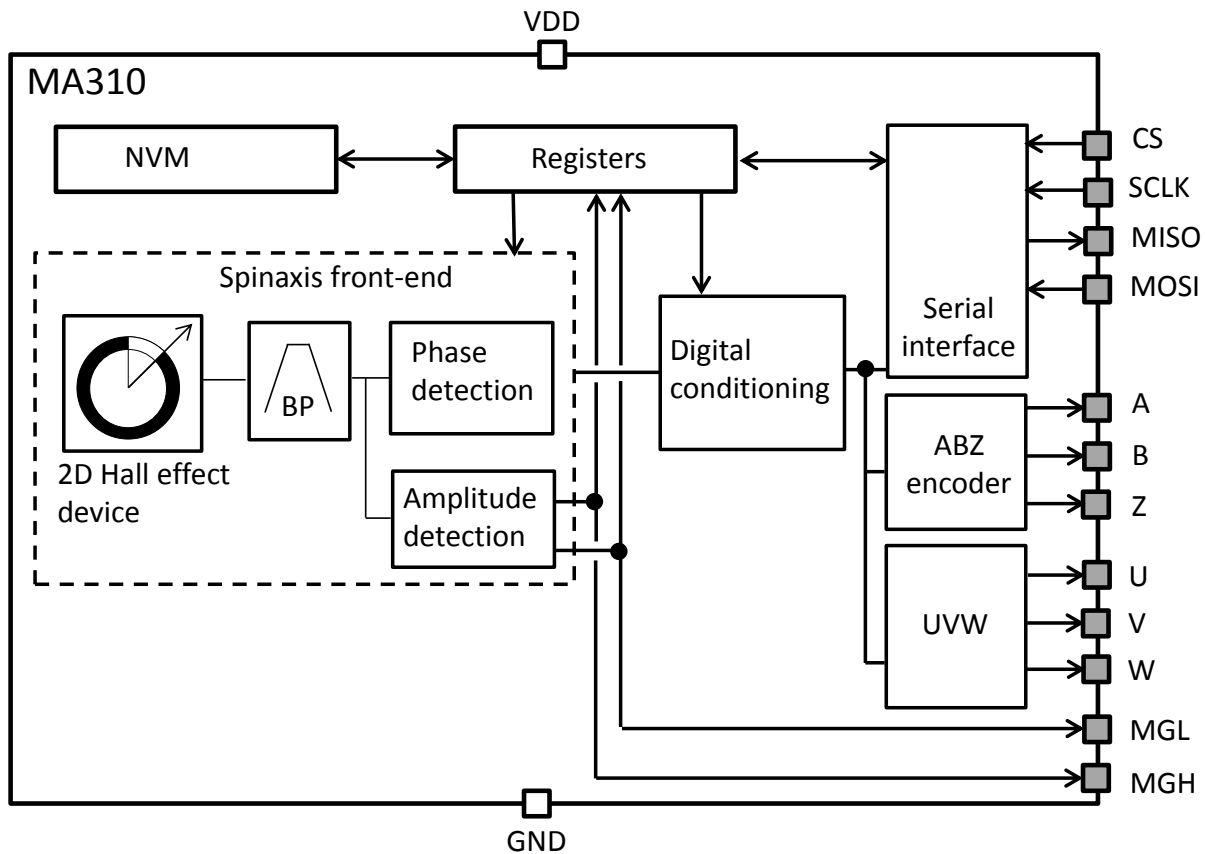 VDD
MA310
NVM
Registers
CS
SCLK
MISO
MOSI
Serial
interface
Spinaxis front-end
BP
Phase
detection
Digital
conditioning
2D Hall effect
device
Amplitude
detection
ABZ
encoder
A
B
Z
UVW
U
V
W
MGL
MGH
GND